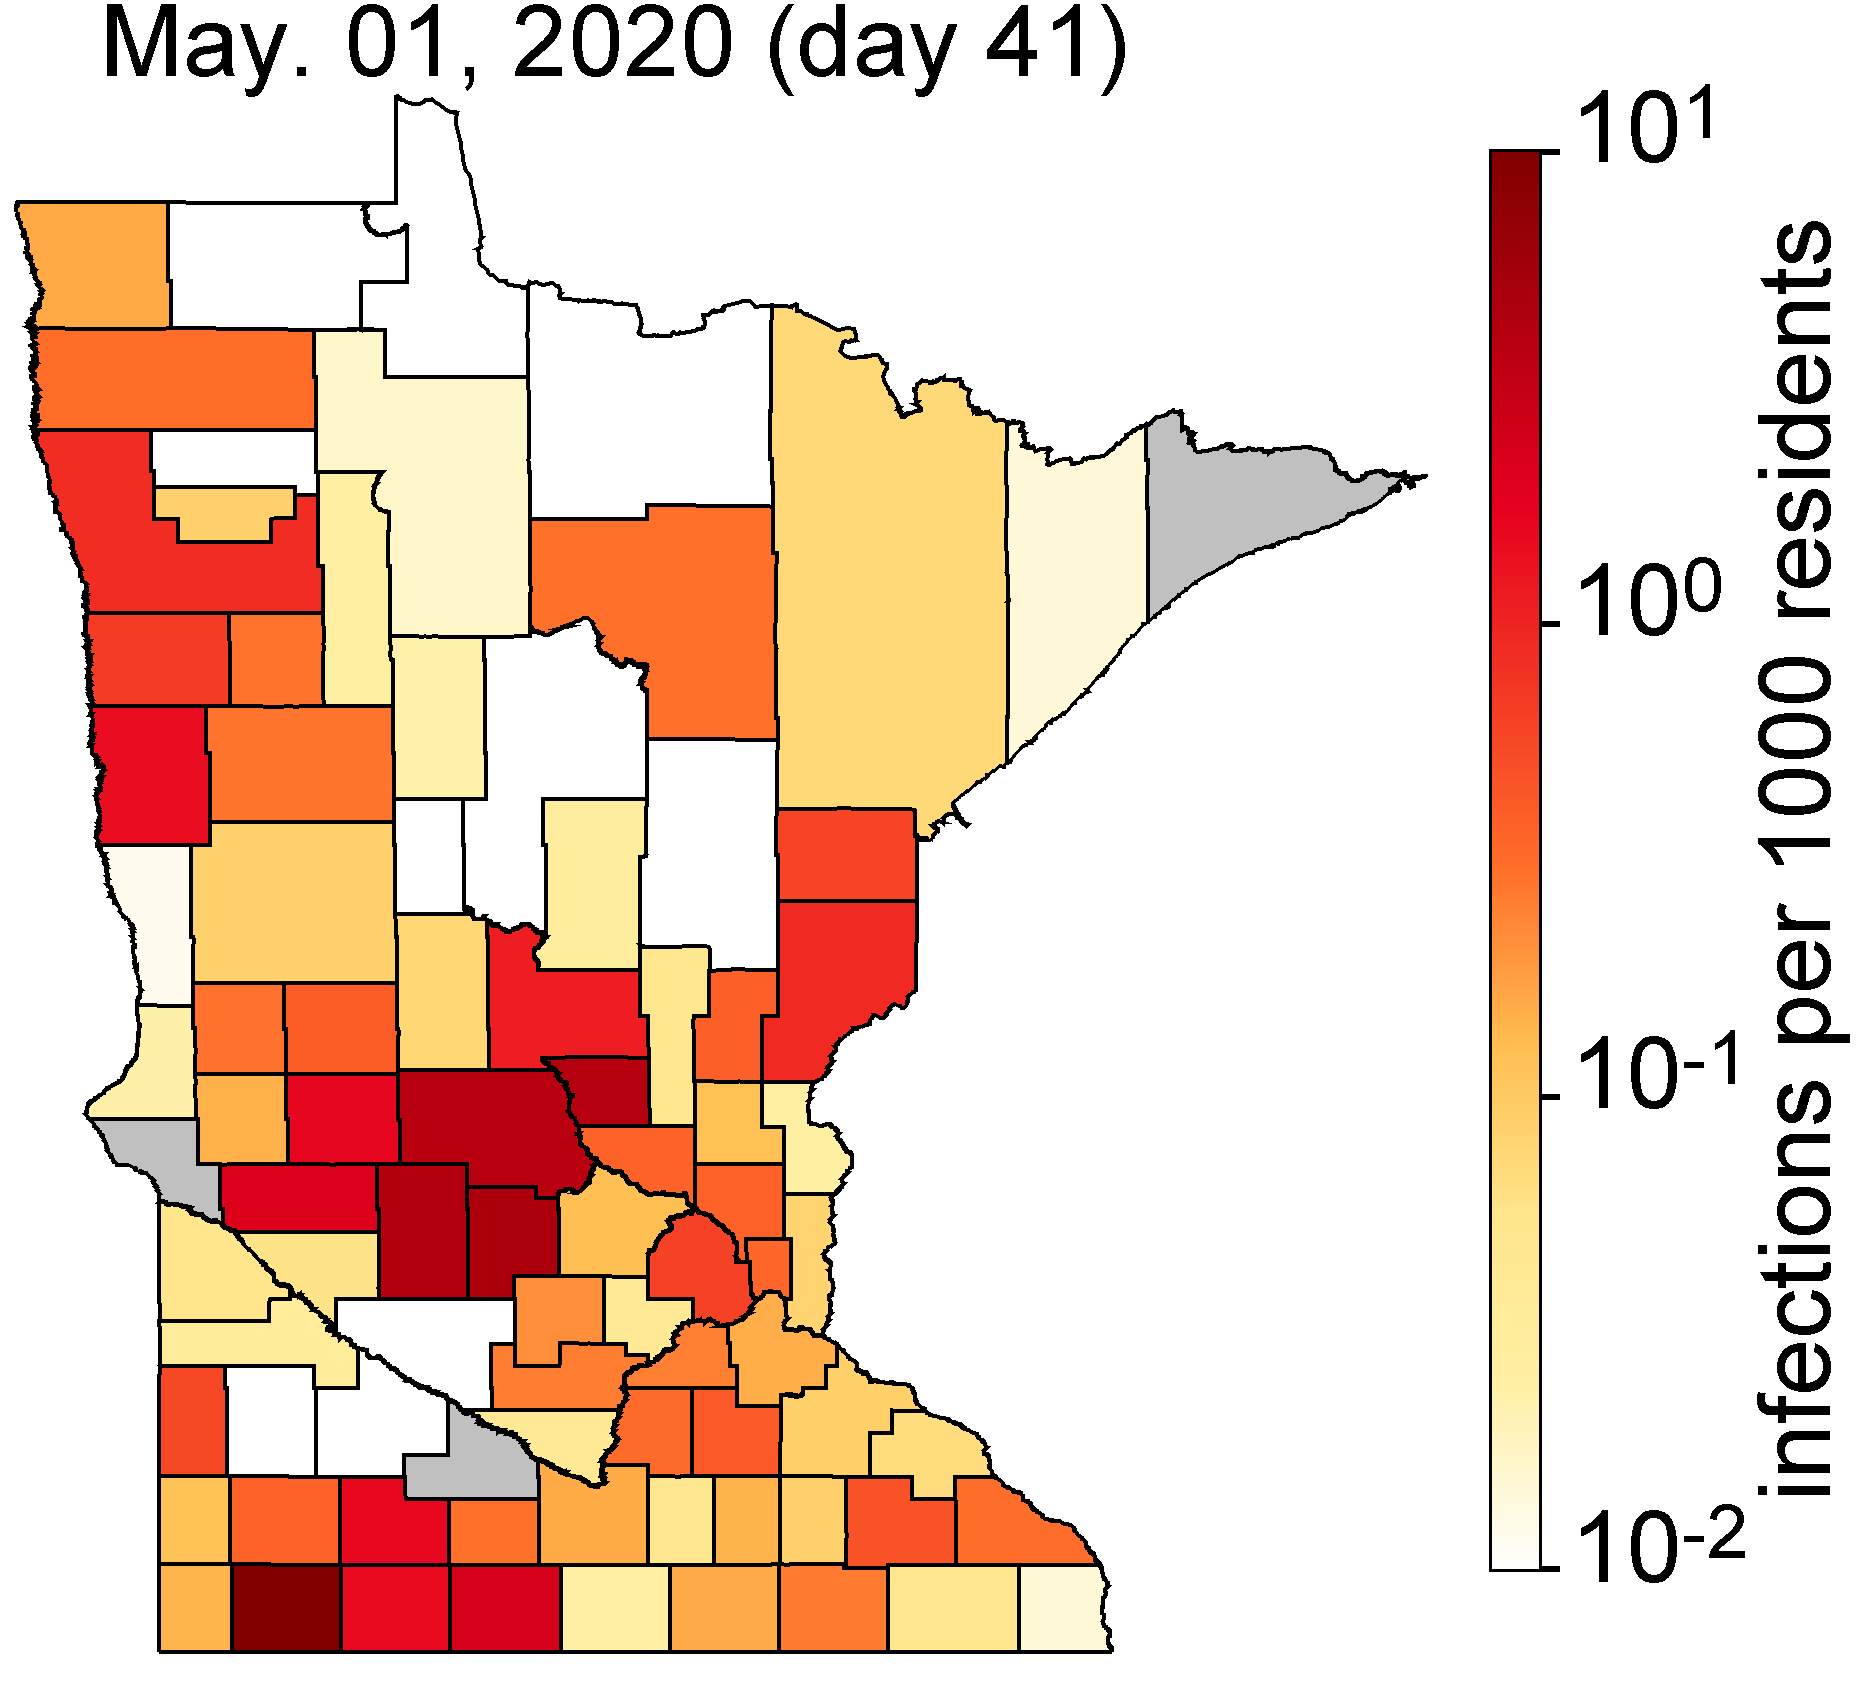 May. 01, 2020 (day 41)
10¹
10⁰
10⁻¹
10⁻²
infections per 1000 residents